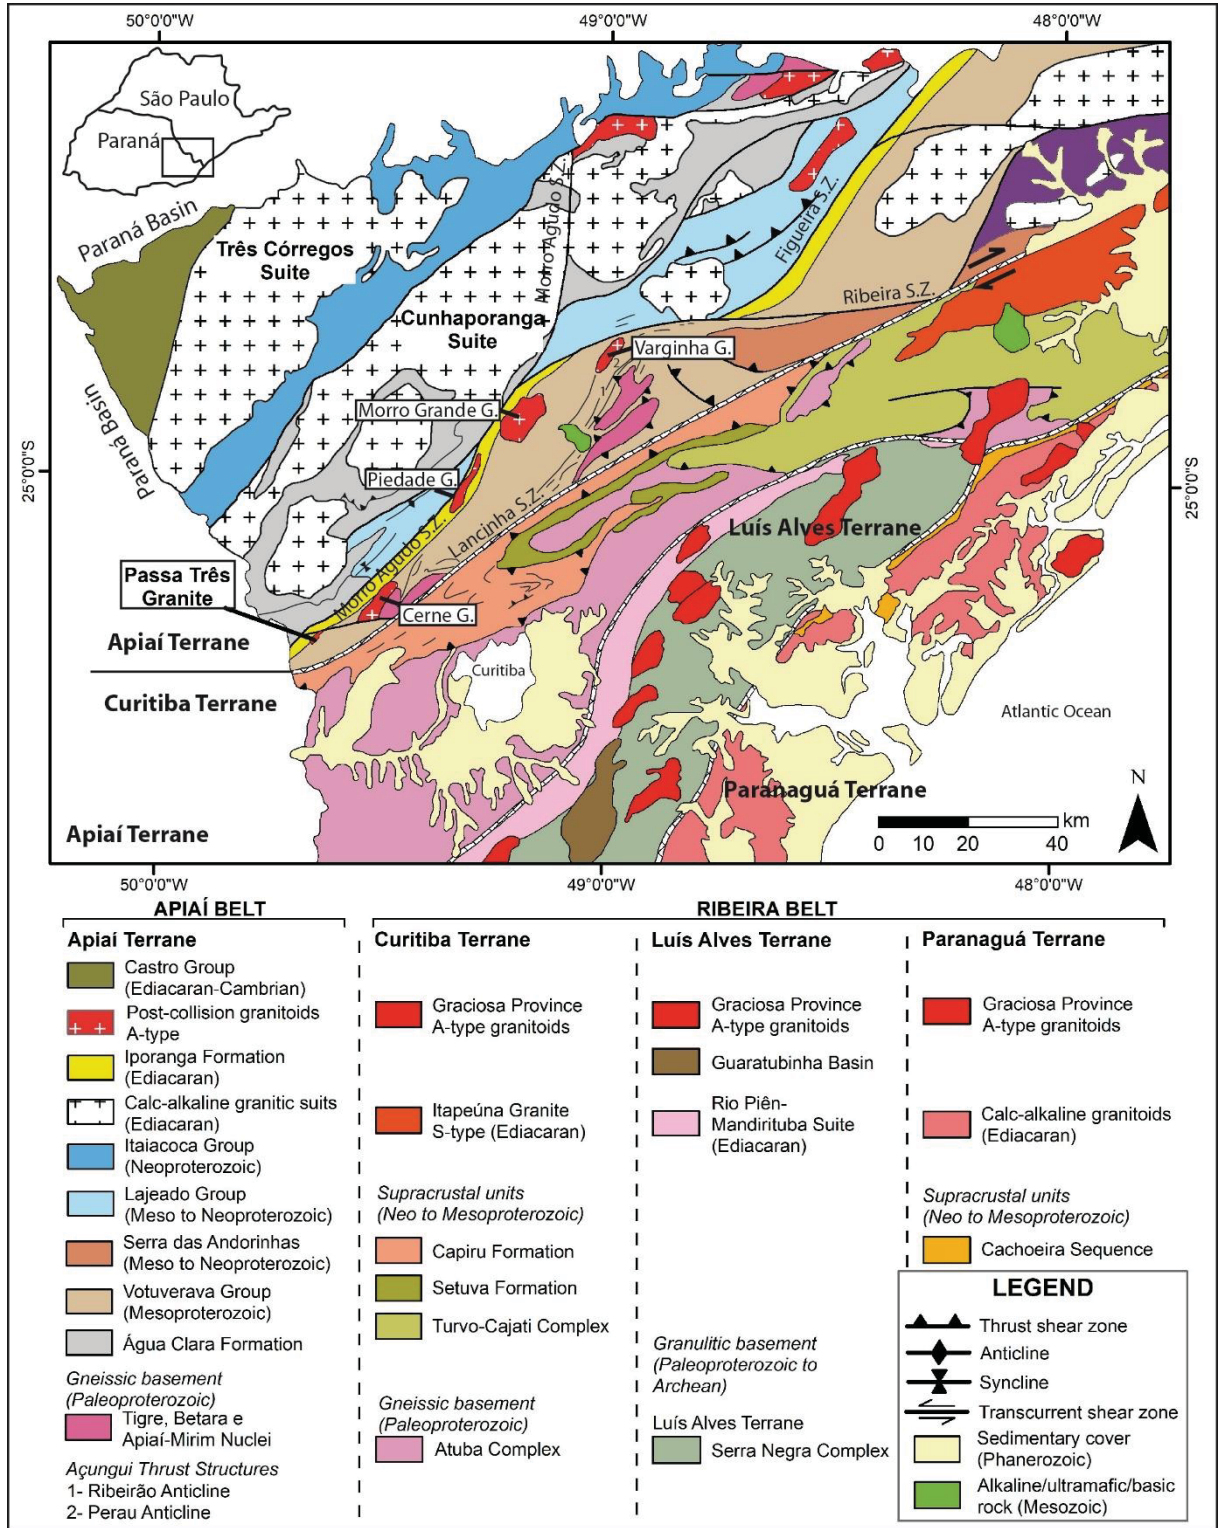 50°0'0"W
49°0'0"W
48°0'0"W
São Paulo
Paraná
Paraná Basin
Três Córregos
Suite
Morro Agudo S.Z.
Figueira S.Z.
Cunhaporanga
Suite
Ribeira S.Z.
Varginha G.
Morro Grande G.
Paraná Basin
25°0'0"S
25°0'0"S
Piedade G.
Lancinha S.Z.
Luís Alves Terrane
Morro Agudo S.Z.
Passa Três
Granite
Cerne G.
Apiaí Terrane
Curitiba
Curitiba Terrane
Atlantic Ocean
Paranaguá Terrane
N
Apiaí Terrane
km
0 10 20 40
50°0'0"W
49°0'0"W
48°0'0"W
APIAÍ BELT
RIBEIRA BELT
Apiaí Terrane
Castro Group
(Ediacaran-Cambrian)
Post-collision granitoids
A-type
Iporanga Formation
(Ediacaran)
Calc-alkaline granitic suits
(Ediacaran)
Itaiacoca Group
(Neoproterozoic)
Lajeado Group
(Meso to Neoproterozoic)
Serra das Andorinhas
(Meso to Neoproterozoic)
Votuverava Group
(Mesoproterozoic)
Água Clara Formation
Gneissic basement
(Paleoproterozoic)
Tigre, Betara e
Apiaí-Mirim Nuclei
Açungui Thrust Structures
1- Ribeirão Anticline
2- Perau Anticline
Curitiba Terrane
Graciosa Province
A-type granitoids
Itapeúna Granite
S-type (Ediacaran)
Supracrustal units
(Neo to Mesoproterozoic)
Capiru Formation
Setuva Formation
Turvo-Cajati Complex
Gneissic basement
(Paleoproterozoic)
Atuba Complex
Luís Alves Terrane
Graciosa Province
A-type granitoids
Guaratubinha Basin
Rio Piên-
Mandirituba Suite
(Ediacaran)
Granulitic basement
(Paleoproterozoic to
Archean)
Luís Alves Terrane
Serra Negra Complex
Paranaguá Terrane
Graciosa Province
A-type granitoids
Calc-alkaline granitoids
(Ediacaran)
Supracrustal units
(Neo to Mesoproterozoic)
Cachoeira Sequence
LEGEND
Thrust shear zone
Anticline
Syncline
Transcurrent shear zone
Sedimentary cover
(Phanerozoic)
Alkaline/ultramafic/basic
rock (Mesozoic)